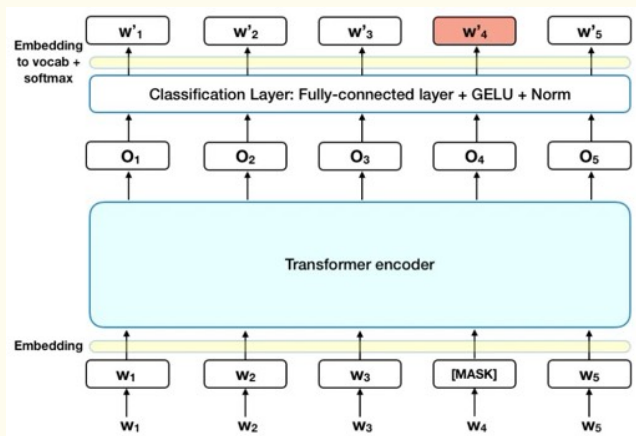 w'₁ w'₂ w'₃ w'₄ w'₅
Embedding
to vocab +
softmax
Classification Layer: Fully-connected layer + GELU + Norm
O₁ O₂ O₃ O₄ O₅
Transformer encoder
Embedding
W₁ W₂ W₃ [MASK] W₅
W₁ W₂ W₃ W₄ W₅